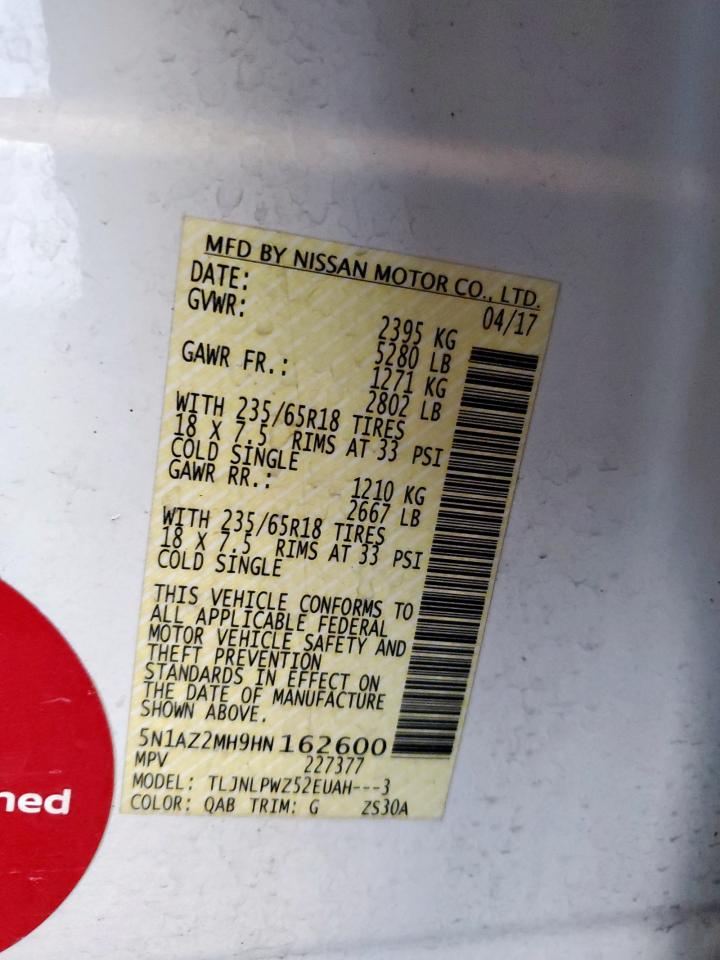 MFD BY NISSAN MOTOR CO., LTD.
DATE: 04/17
GVWR: 2395 KG
5280 LB
GAWR FR.: 1271 KG
2802 LB
WITH 235/65R18 TIRES
18 X 7.5 RIMS AT 33 PSI
COLD SINGLE
GAWR RR.: 1210 KG
2667 LB
WITH 235/65R18 TIRES
18 X 7.5 RIMS AT 33 PSI
COLD SINGLE
THIS VEHICLE CONFORMS TO
ALL APPLICABLE FEDERAL
MOTOR VEHICLE SAFETY AND
THEFT PREVENTION
STANDARDS IN EFFECT ON
THE DATE OF MANUFACTURE
SHOWN ABOVE.
5N1AZ2MH9HN162600
MPV 227377
MODEL: TLJNLPWZ52EUAH---3
COLOR: QAB TRIM: G ZS30A
ned